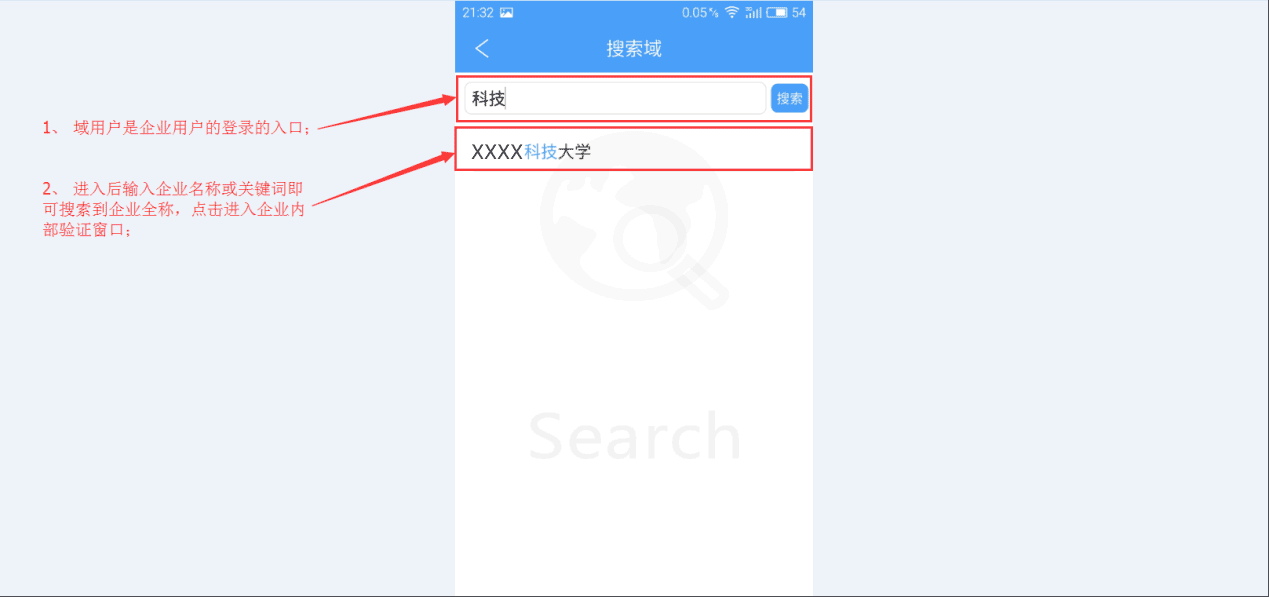 21:32 0.05% 54
搜索域
科技 搜索
XXXX科技大学
1、 域用户是企业用户的登录的入口；
2、 进入后输入企业名称或关键词即
可搜索到企业全称，点击进入企业内
部验证窗口；
Search